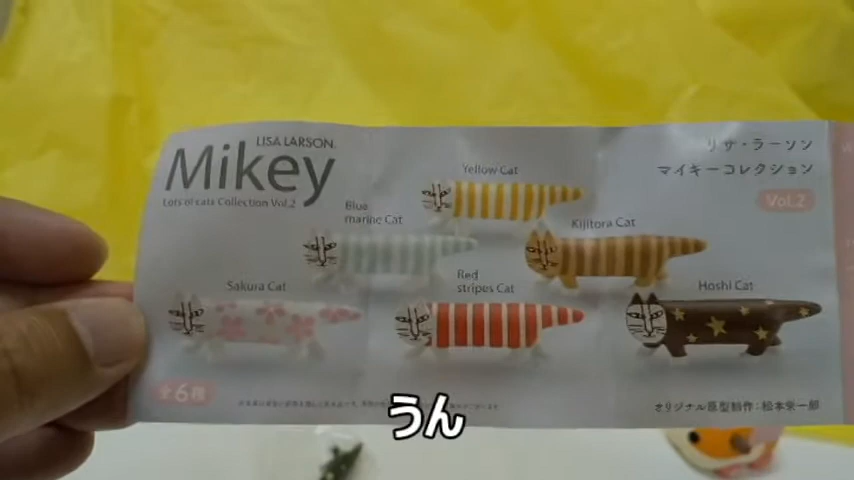 LISA LARSON
Mikey
Lots of cats Collection Vol.2
リサ・ラーソン
マイキーコレクション
Vol.2
Yellow Cat
Blue
marine Cat
Kijitora Cat
Sakura Cat
Red
stripes Cat
Hoshi Cat
全6種
オリジナル原型制作:松本栄一郎
うん